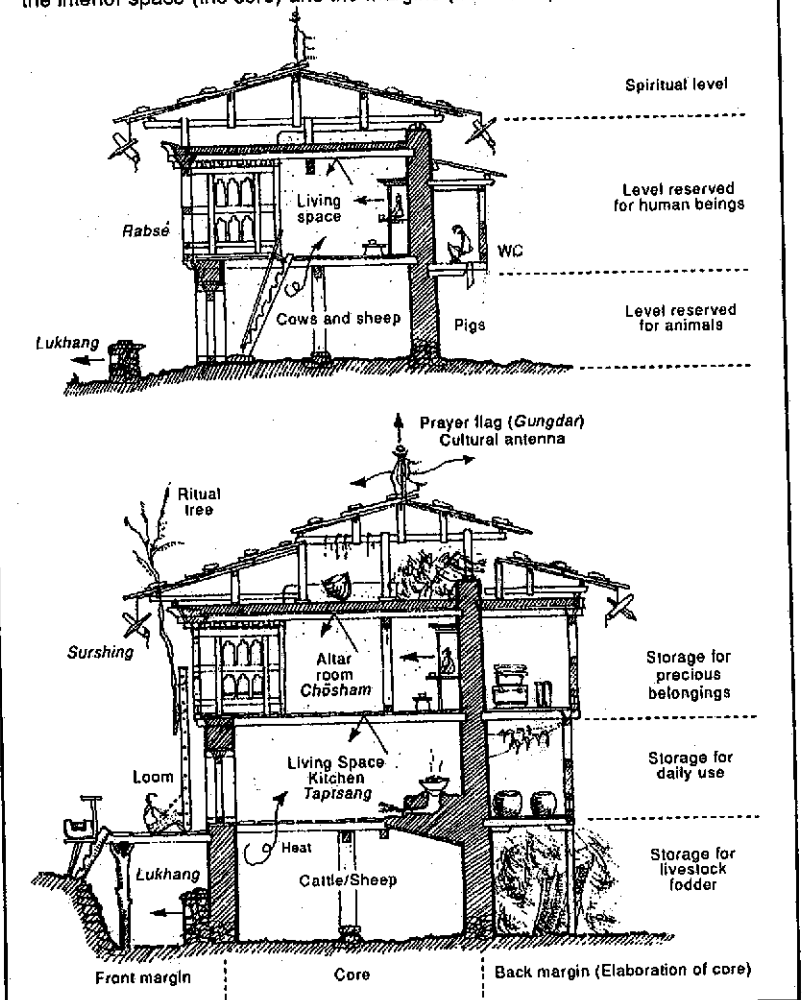 the interior space (the core) and the
Spiritual level
Level reserved
for human beings
Living
space
Rabsé
WC
Cows and sheep
Pigs
Level reserved
for animals
Lukhang
Prayer flag (Gungdar)
Cultural antenna
Ritual
tree
Surshing
Altar
room
Chösham
Storage for
precious
belongings
Living Space
Kitchen
Taptsang
Storage for
daily use
Loom
Heat
Lukhang
Cattle/Sheep
Storage for
livestock
fodder
Front margin
Core
Back margin (Elaboration of core)